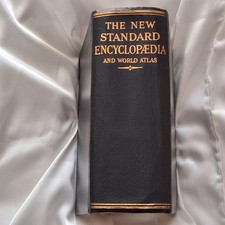 THE NEW
STANDARD
ENCYCLOPÆDIA
AND WORLD ATLAS